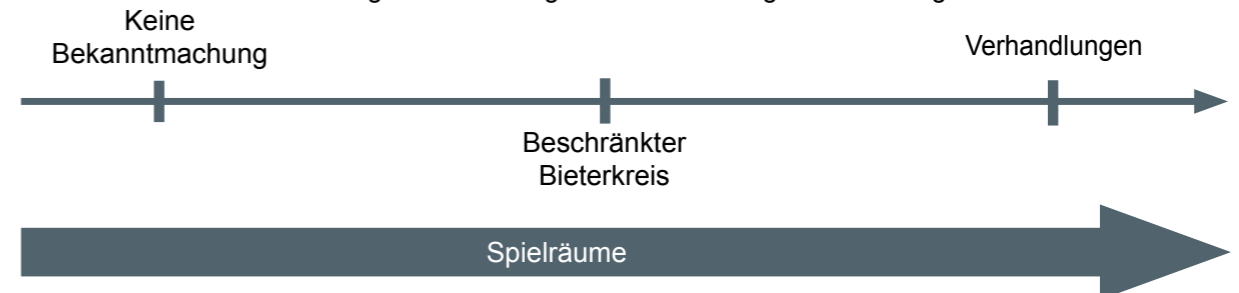 Keine
Bekanntmachung
Verhandlungen
Beschränkter
Bieterkreis
Spielräume